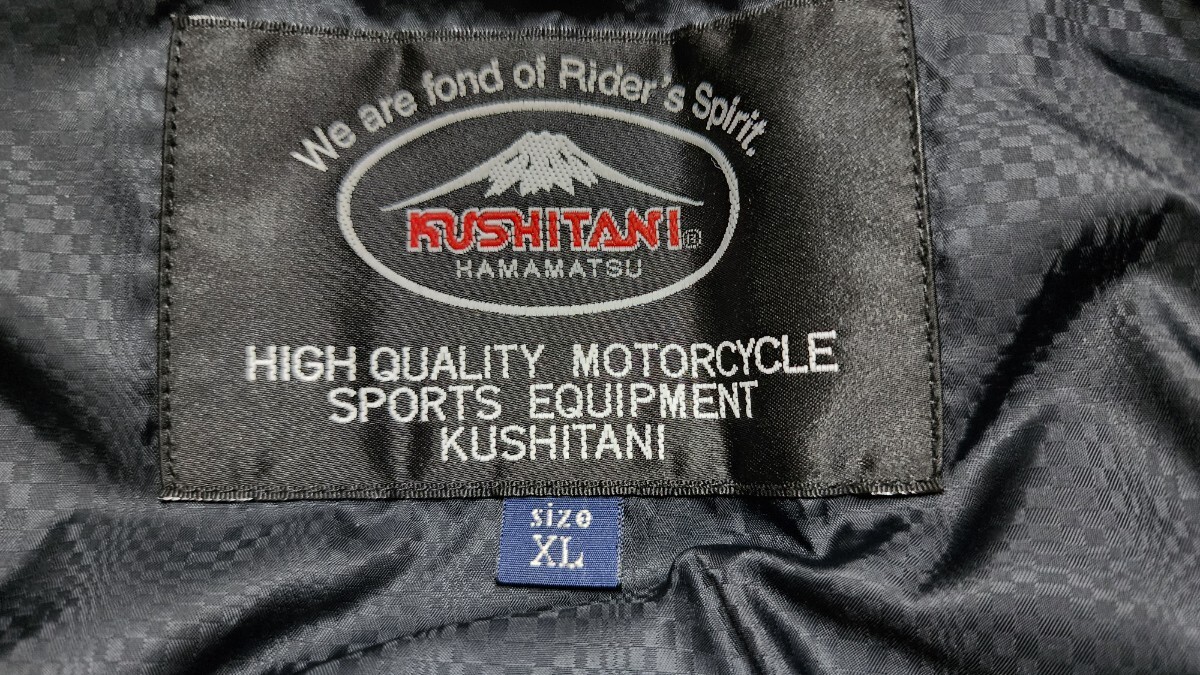 We are fond of Rider's Spirit.
KUSHITANI®
HAMAMATSU
HIGH QUALITY MOTORCYCLE
SPORTS EQUIPMENT
KUSHITANI
size
XL